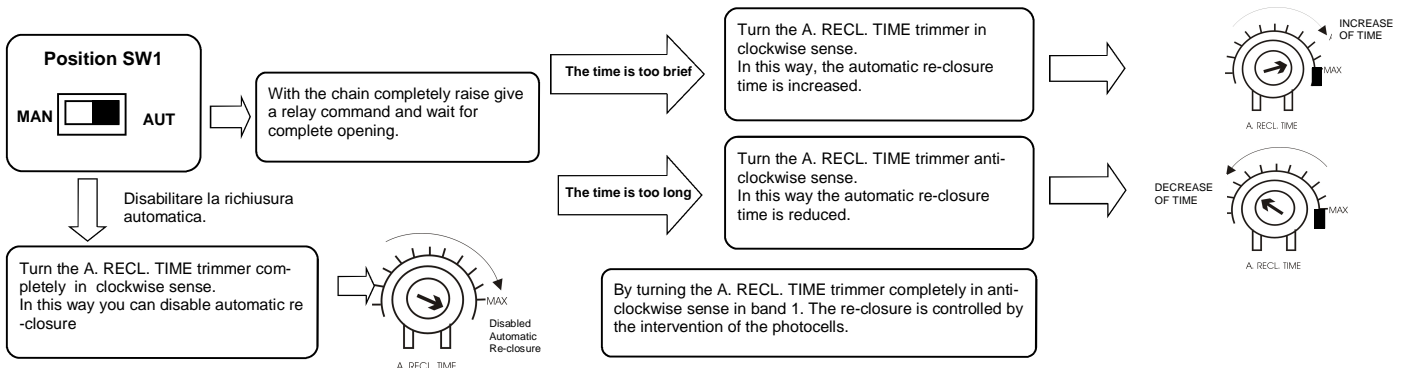 Position SW1
MAN
AUT
With the chain completely raise give
a relay command and wait for
complete opening.
The time is too brief
Turn the A. RECL. TIME trimmer in
clockwise sense.
In this way, the automatic re-closure
time is increased.
INCREASE
OF TIME
MAX
A. RECL. TIME
The time is too long
Turn the A. RECL. TIME trimmer anti-
clockwise sense.
In this way the automatic re-closure
time is reduced.
DECREASE
OF TIME
MAX
A. RECL. TIME
Disabilitare la richiusura
automatica.
Turn the A. RECL. TIME trimmer com-
pletely in clockwise sense.
In this way you can disable automatic re
-closure
MAX
Disabled
Automatic
Re-closure
A. RECL. TIME
By turning the A. RECL. TIME trimmer completely in anti-
clockwise sense in band 1. The re-closure is controlled by
the intervention of the photocells.